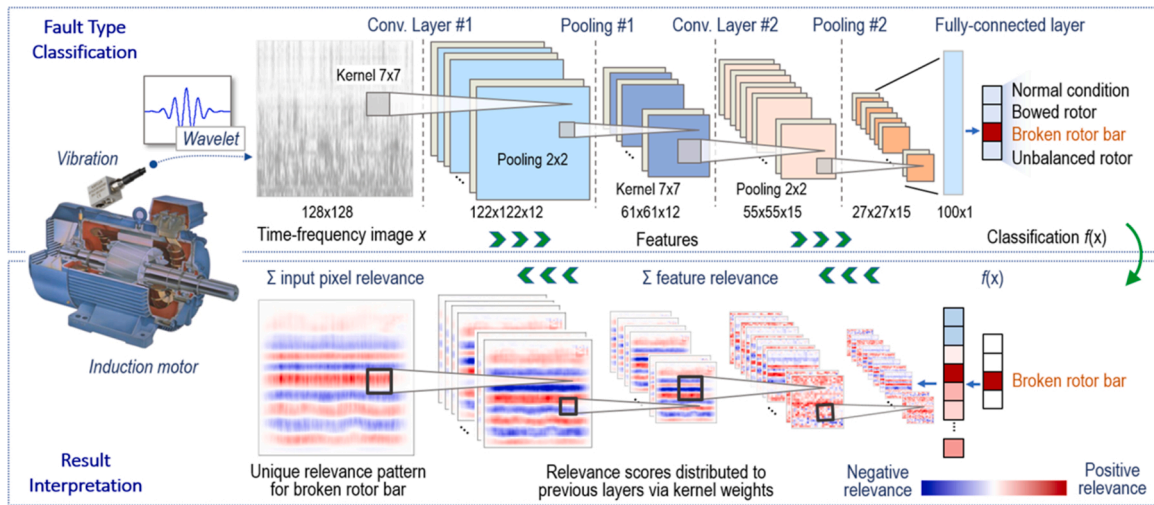 Fault Type
Classification
Conv. Layer #1
Pooling #1
Conv. Layer #2
Pooling #2
Fully-connected layer
Kernel 7x7
Wavelet
Vibration
Pooling 2x2
Kernel 7x7
Pooling 2x2
Normal condition
Bowed rotor
Broken rotor bar
Unbalanced rotor
128x128
122x122x12
61x61x12
55x55x15
27x27x15
100x1
Time-frequency image x
Features
Classification f(x)
Σ input pixel relevance
Σ feature relevance
f(x)
Induction motor
Broken rotor bar
Result
Interpretation
Unique relevance pattern
for broken rotor bar
Relevance scores distributed to
previous layers via kernel weights
Negative
relevance
Positive
relevance